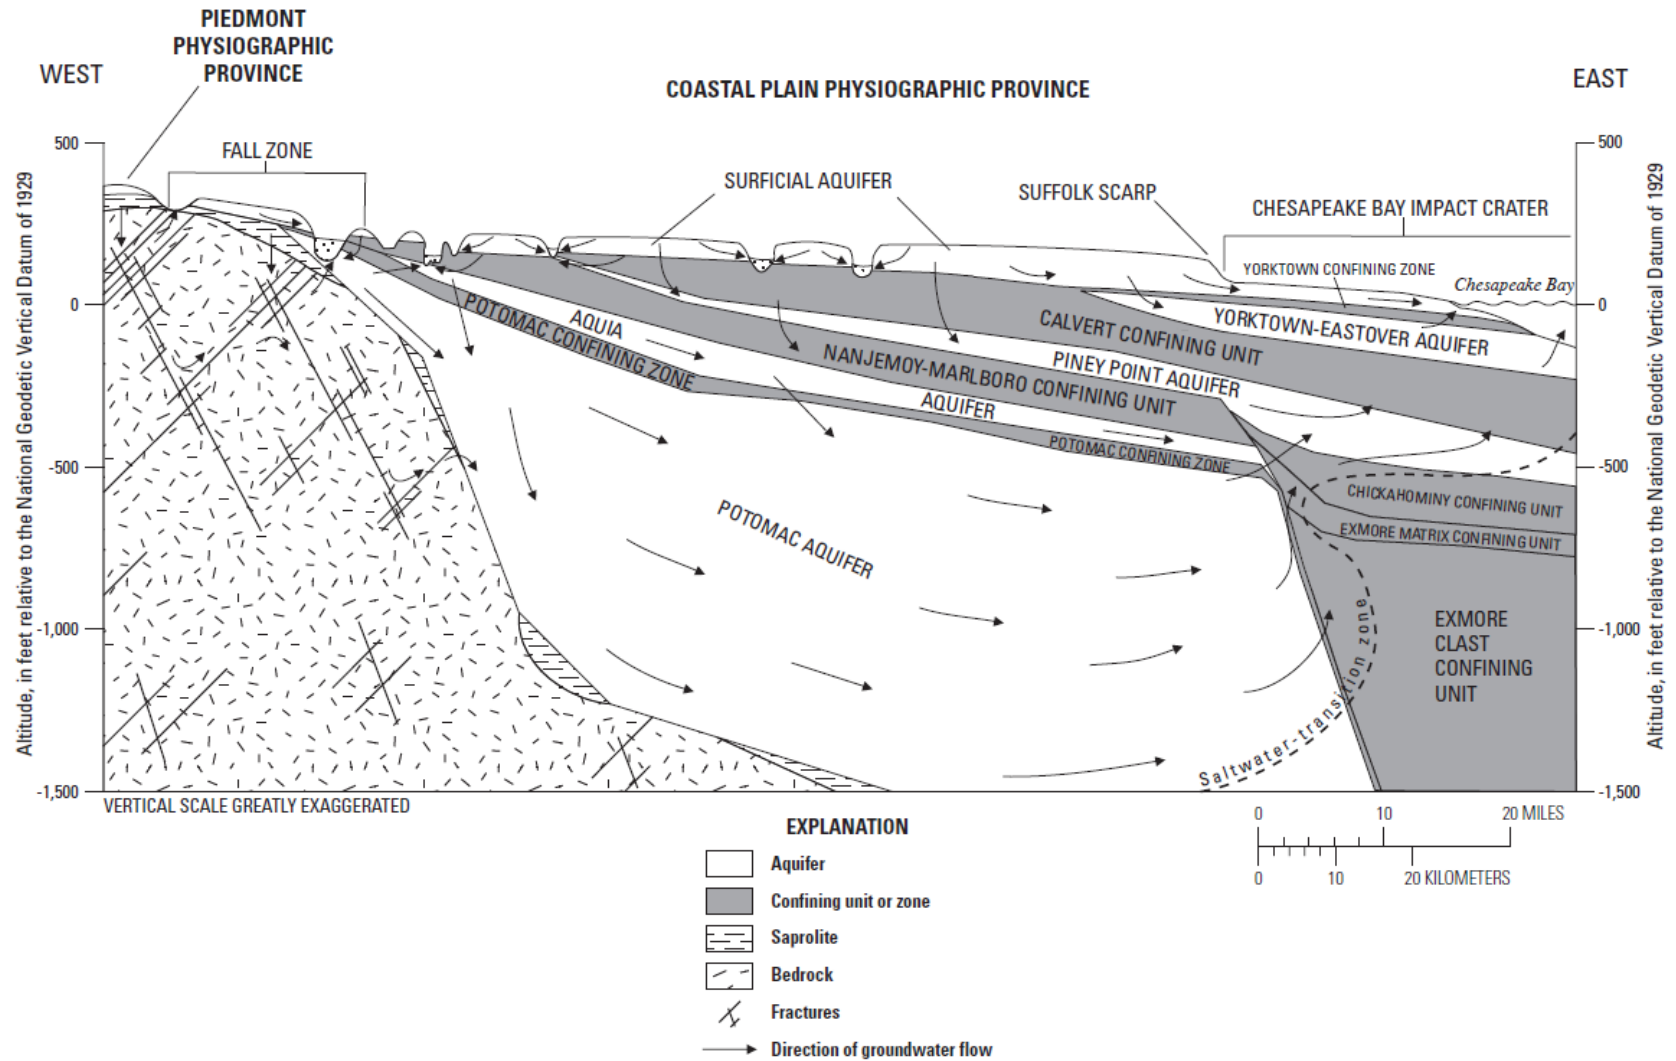 PIEDMONT
PHYSIOGRAPHIC
PROVINCE
WEST
COASTAL PLAIN PHYSIOGRAPHIC PROVINCE
EAST
500
FALL ZONE
SURFICIAL AQUIFER
SUFFOLK SCARP
CHESAPEAKE BAY IMPACT CRATER
500
YORKTOWN CONFINING ZONE
Chesapeake Bay
0
0
POTOMAC CONFINING ZONE
AQUIA
CALVERT CONFINING UNIT
YORKTOWN-EASTOVER AQUIFER
NANJEMOY-MARLBORO CONFINING UNIT
PINEY POINT AQUIFER
AQUIFER
POTOMAC CONFINING ZONE
-500
-500
CHICKAHOMINY CONFINING UNIT
EXMORE MATRIX CONFINING UNIT
POTOMAC AQUIFER
-1,000
-1,000
EXMORE
CLAST
CONFINING
UNIT
Saltwater-transition zone
-1,500
-1,500
Altitude, in feet relative to the National Geodetic Vertical Datum of 1929
Altitude, in feet relative to the National Geodetic Vertical Datum of 1929
VERTICAL SCALE GREATLY EXAGGERATED
0 10 20 MILES
0 10 20 KILOMETERS
EXPLANATION
Aquifer
Confining unit or zone
Saprolite
Bedrock
Fractures
Direction of groundwater flow